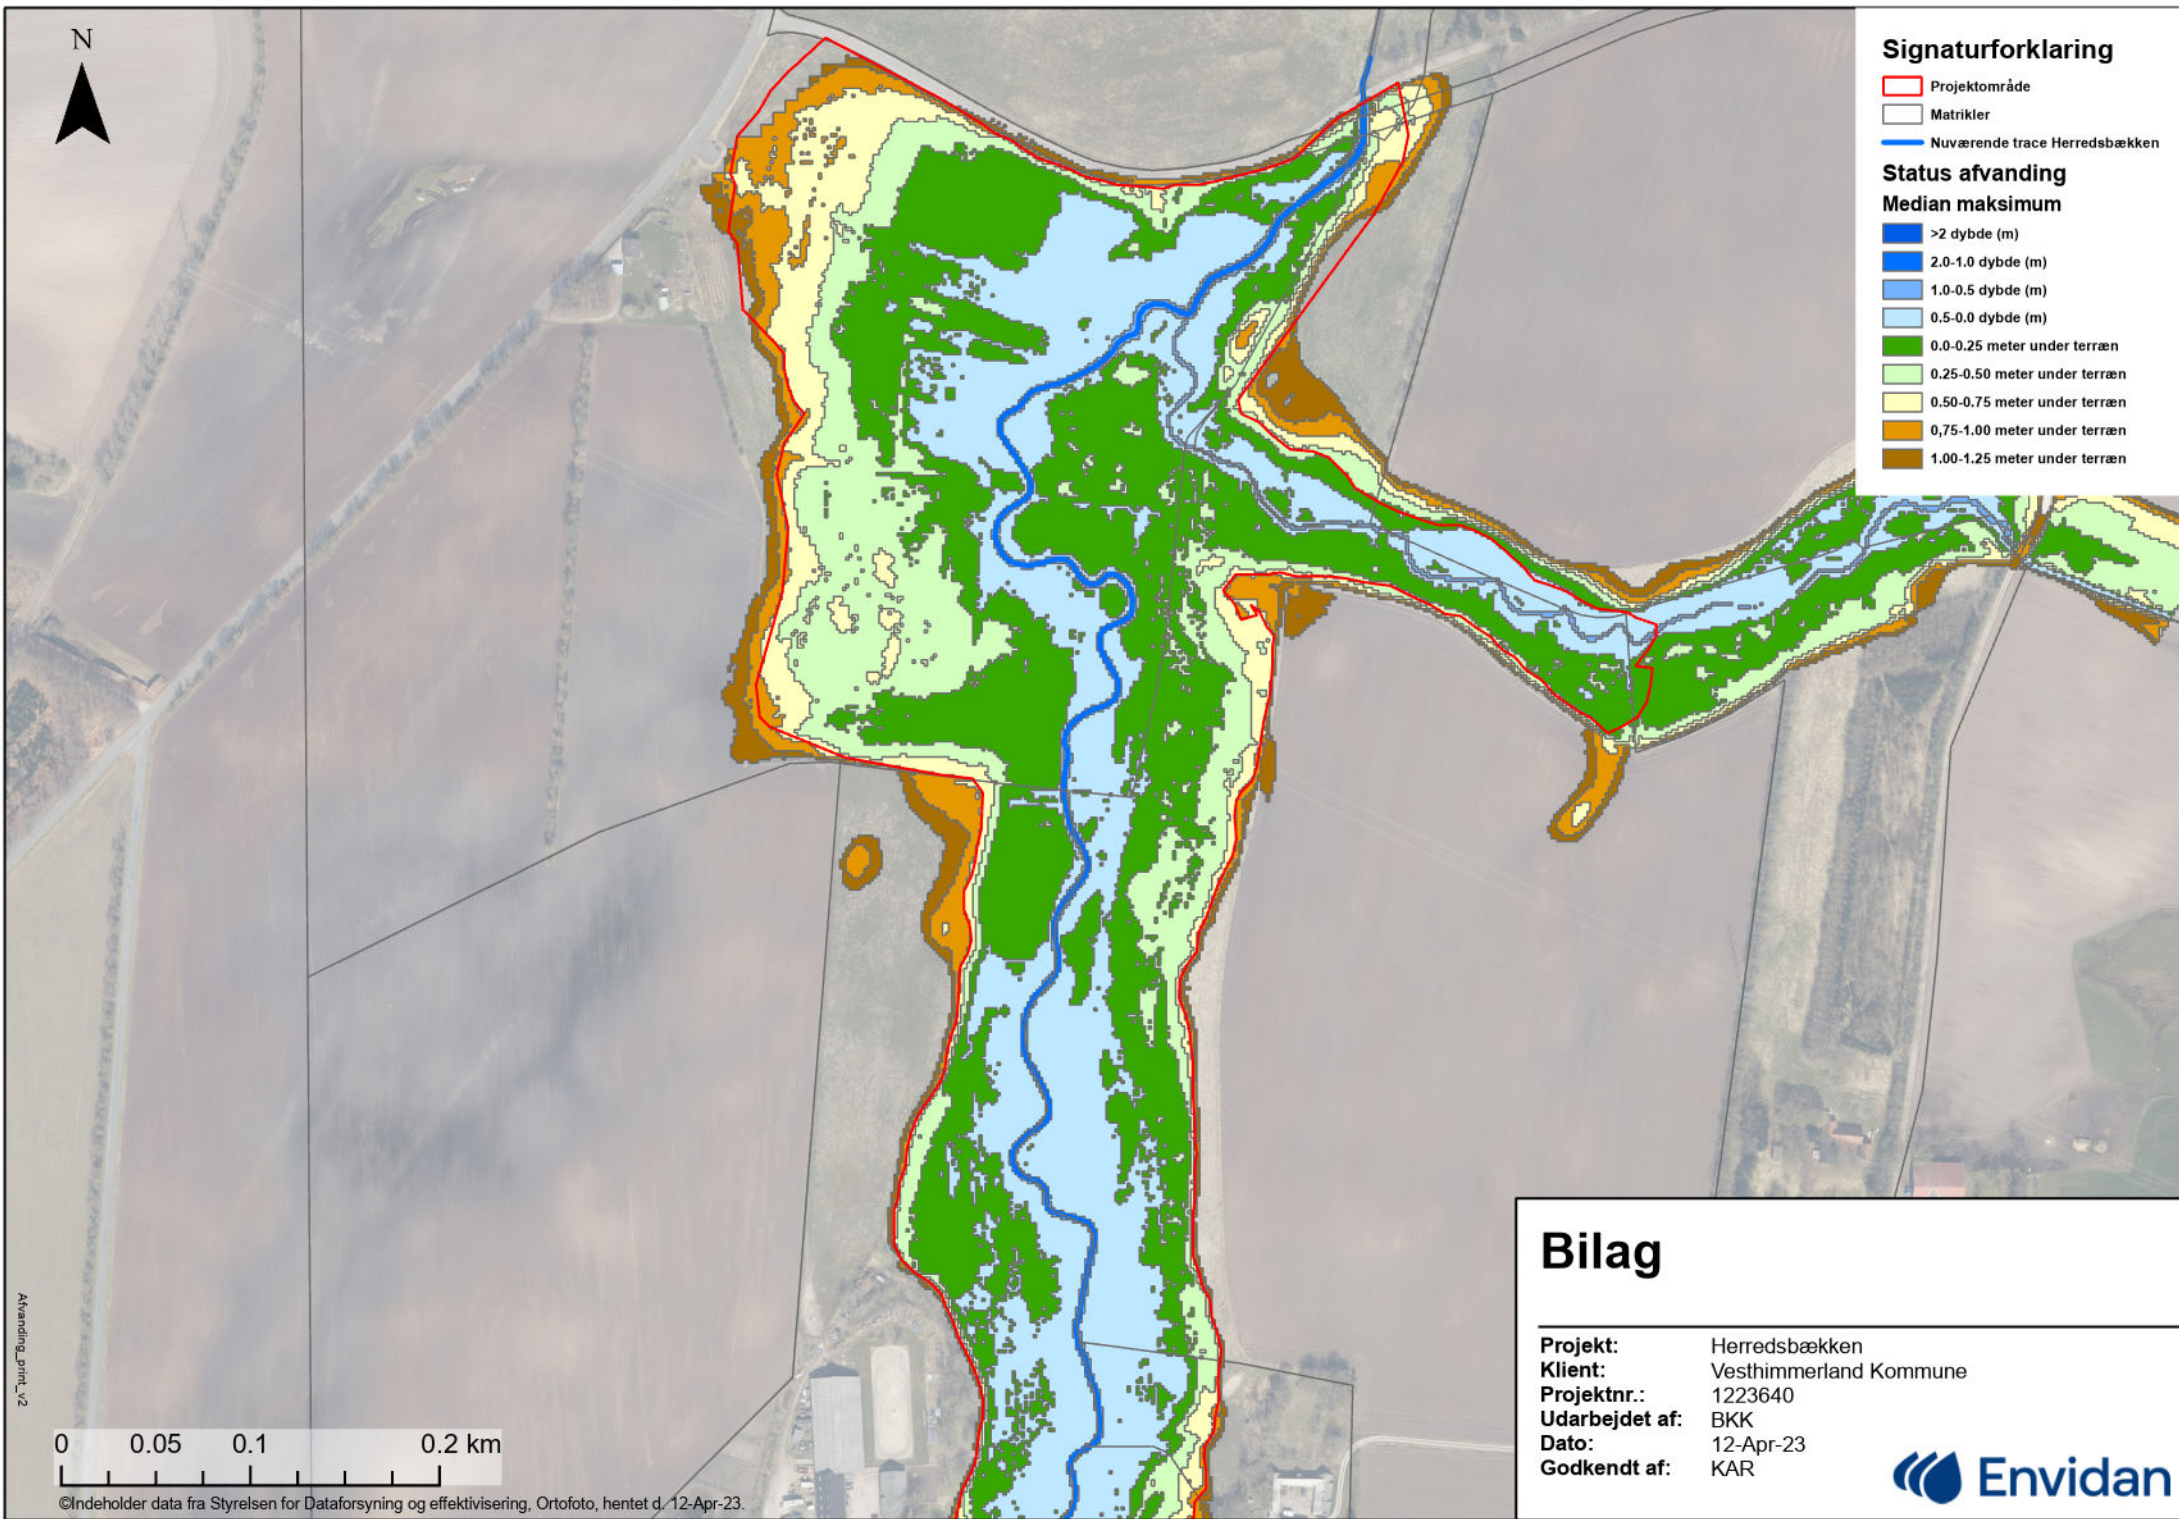 N
Signaturforklaring
Projektområde
Matrikler
Nuværende trace Herredsbækken
Status afvanding
Median maksimum
>2 dybde (m)
2.0-1.0 dybde (m)
1.0-0.5 dybde (m)
0.5-0.0 dybde (m)
0.0-0.25 meter under terræn
0.25-0.50 meter under terræn
0.50-0.75 meter under terræn
0,75-1.00 meter under terræn
1.00-1.25 meter under terræn
Bilag
Projekt: Herredsbækken
Klient: Vesthimmerland Kommune
Projektnr.: 1223640
Udarbejdet af: BKK
Dato: 12-Apr-23
Godkendt af: KAR
Envidan
Afvanding_print_v2
0 0.05 0.1 0.2 km
©Indeholder data fra Styrelsen for Dataforsyning og effektivisering, Ortofoto, hentet d. 12-Apr-23.